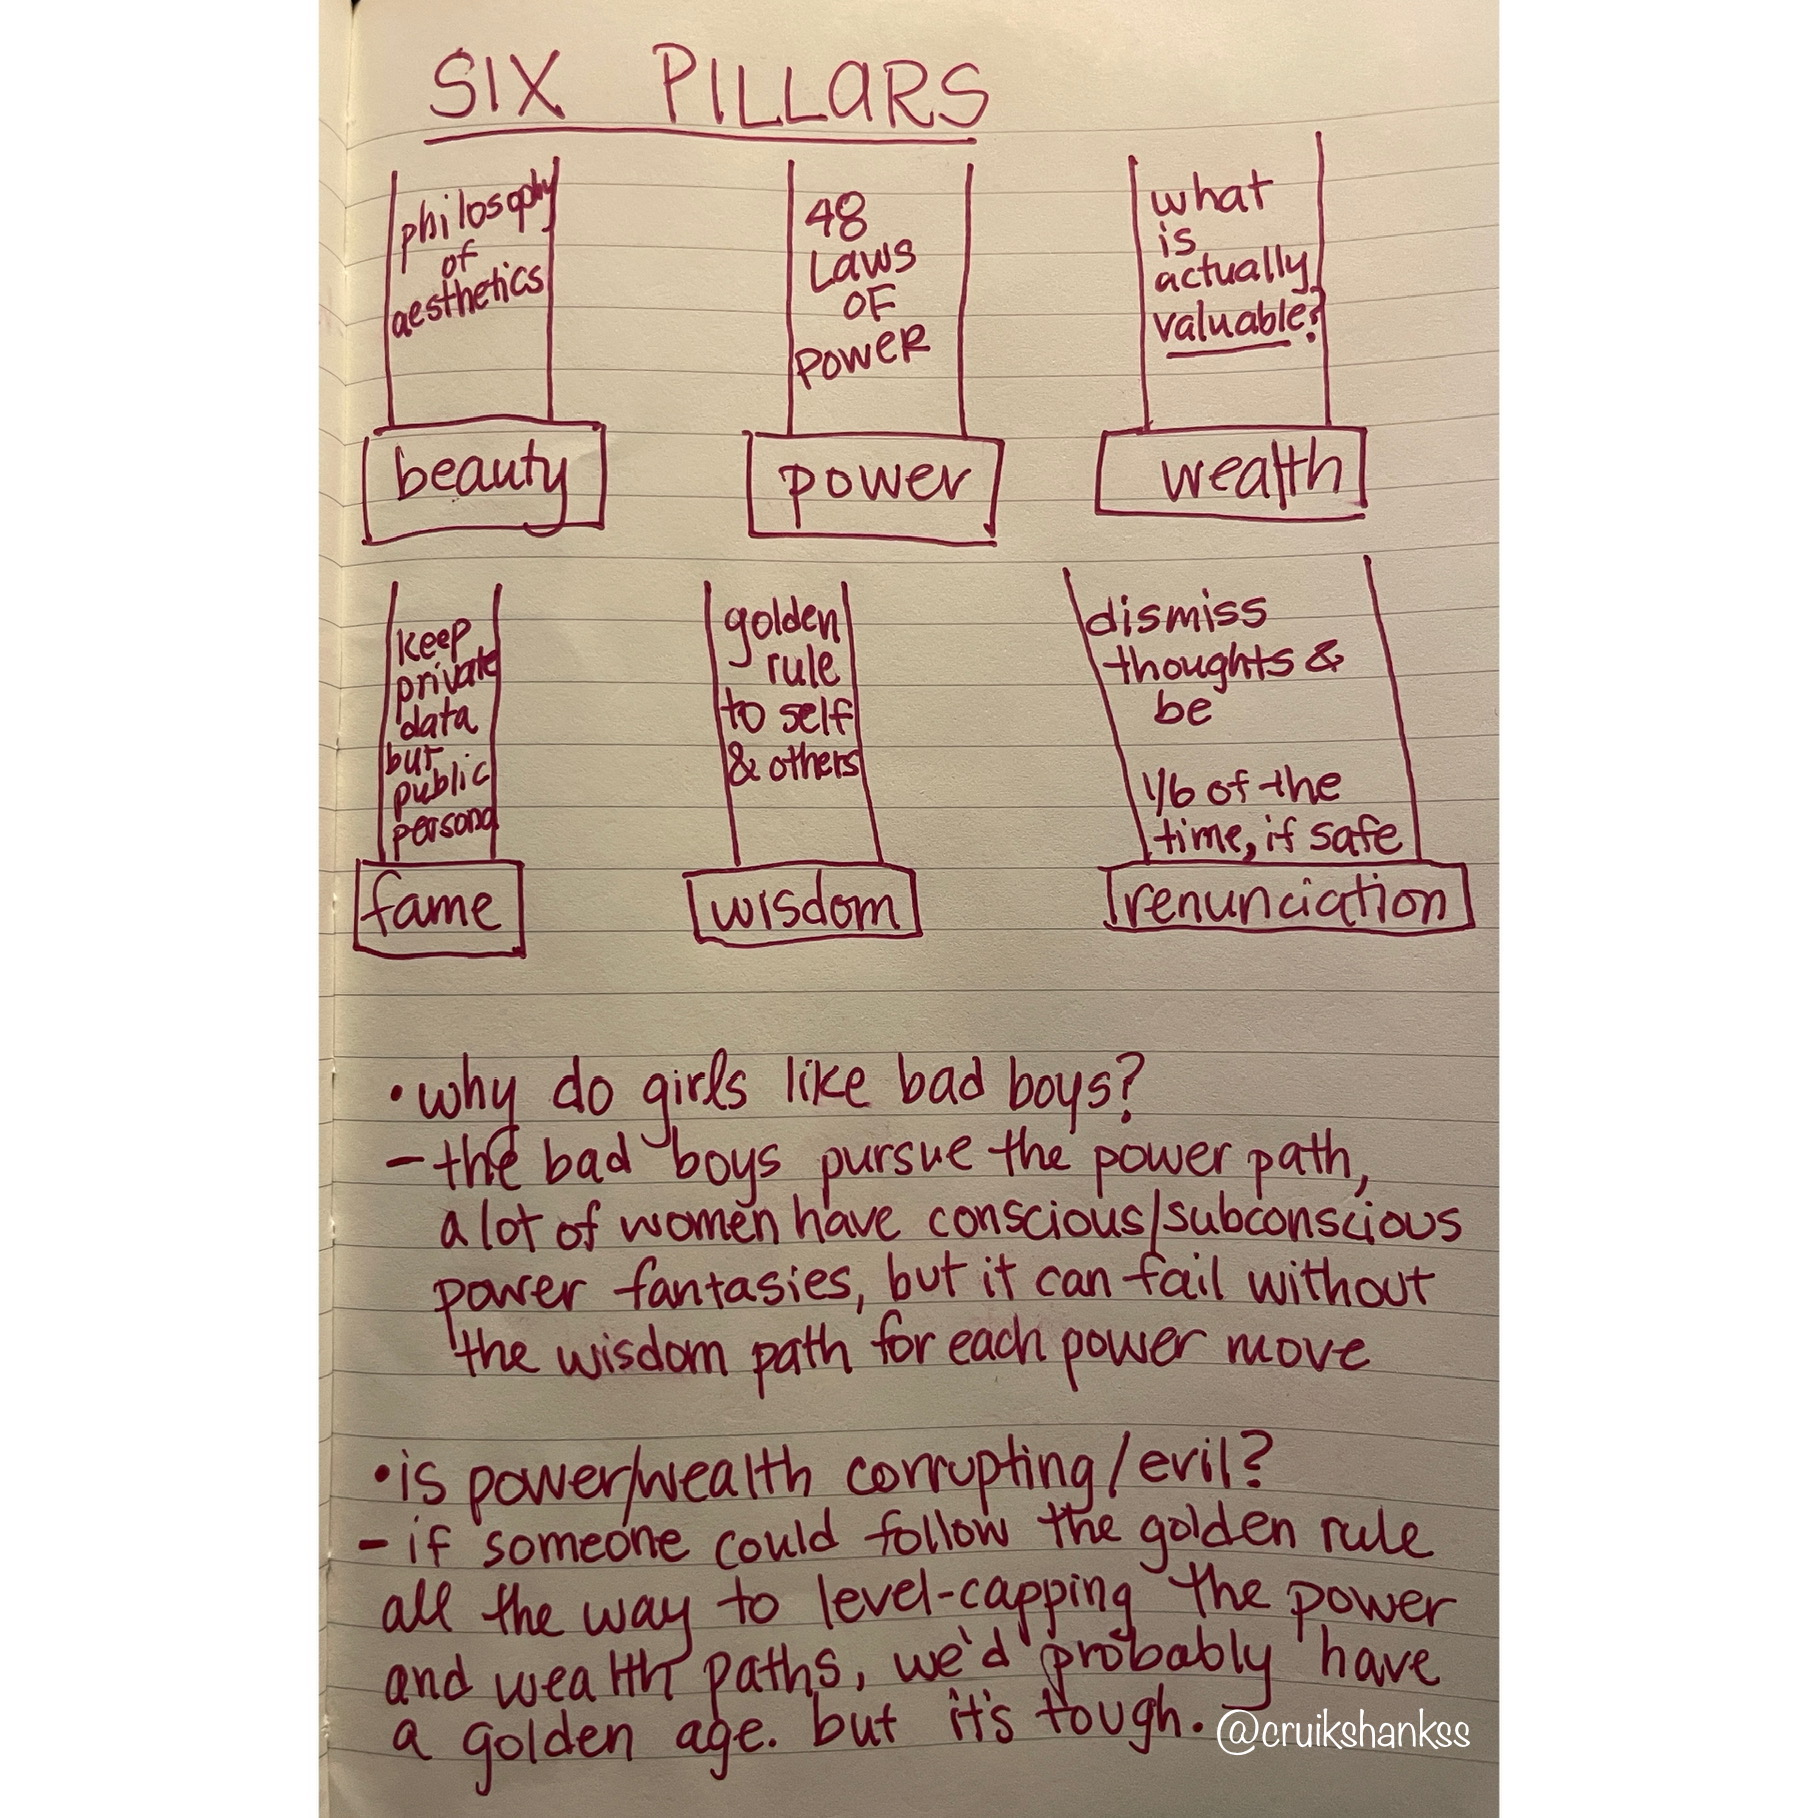 SIX PILLARS
philosophy
of
aesthetics
beauty
48
LAWS
OF
POWER
power
what
is
actually
valuable?
wealth
keep
private
data
but
public
persona
fame
golden
rule
to self
& others
wisdom
dismiss
thoughts &
be
1/6 of the
time, if safe
renunciation
• why do girls like bad boys?
- the bad boys pursue the power path,
a lot of women have conscious/subconscious
power fantasies, but it can fail without
the wisdom path for each power move
• is power/wealth corrupting/evil?
- if someone could follow the golden rule
all the way to level-capping the power
and wealth paths, we'd probably have
a golden age. but it's tough. @cruikshankss